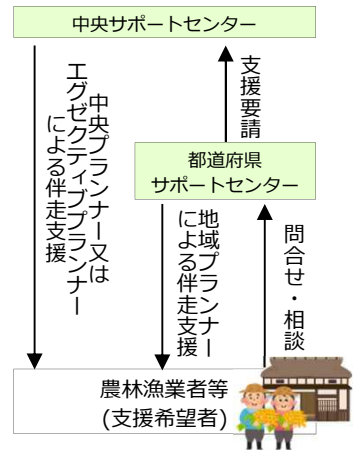 中央サポートセンター
中央プランナー又は
エグゼクティブプランナー
による伴走支援
支援要請
都道府県
サポートセンター
地域プランナー
による伴走支援
問合せ・相談
農林漁業者等
(支援希望者)